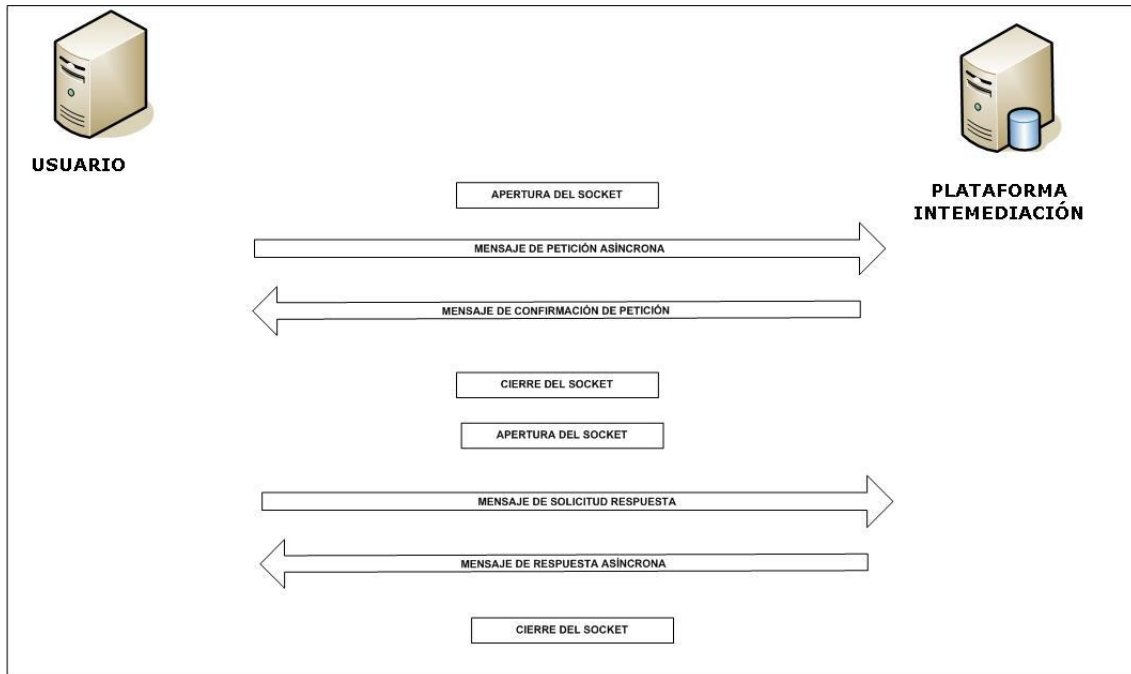 USUARIO
PLATAFORMA
INTEMEDIACIÓN
APERTURA DEL SOCKET
MENSAJE DE PETICIÓN ASÍNCRONA
MENSAJE DE CONFIRMACIÓN DE PETICIÓN
CIERRE DEL SOCKET
APERTURA DEL SOCKET
MENSAJE DE SOLICITUD RESPUESTA
MENSAJE DE RESPUESTA ASÍNCRONA
CIERRE DEL SOCKET